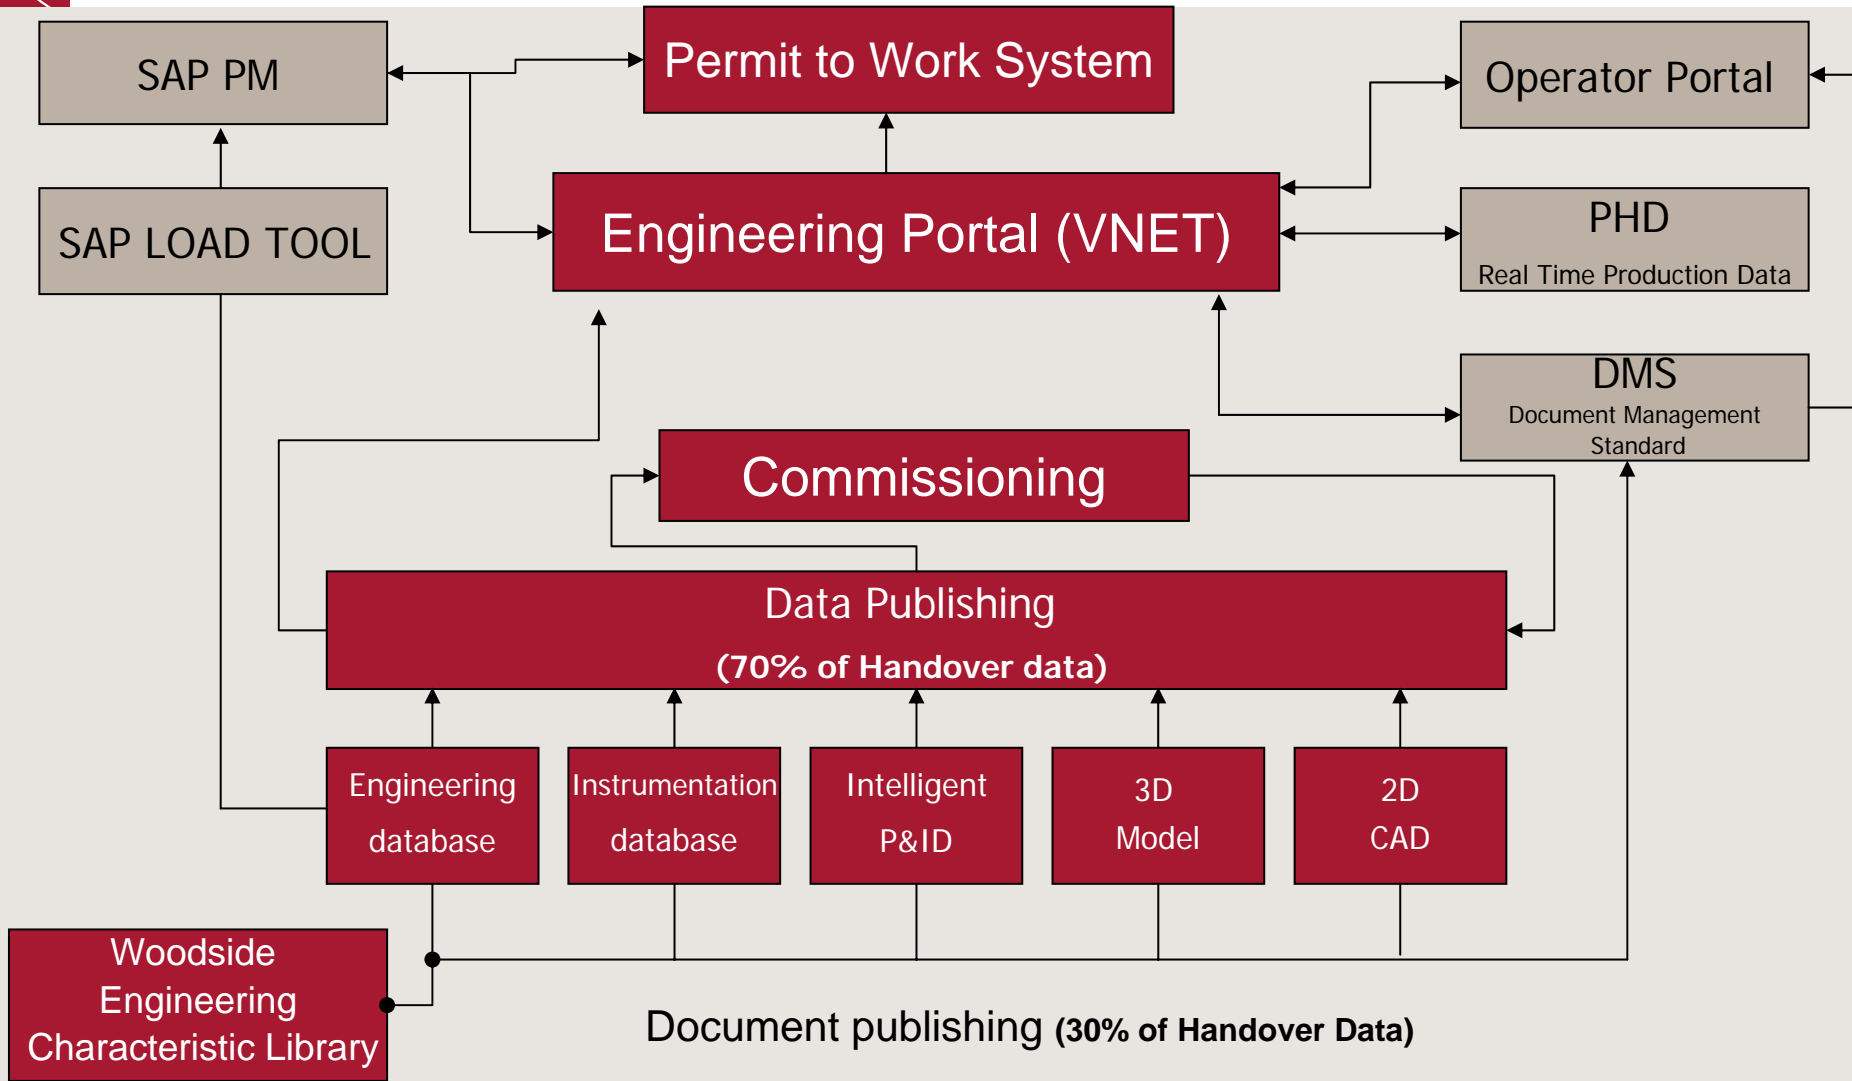 SAP PM
Permit to Work System
Operator Portal
SAP LOAD TOOL
Engineering Portal (VNET)
PHD
Real Time Production Data
DMS
Document Management
Standard
Commissioning
Data Publishing
(70% of Handover data)
Engineering
database
Instrumentation
database
Intelligent
P&ID
3D
Model
2D
CAD
Woodside
Engineering
Characteristic Library
Document publishing (30% of Handover Data)